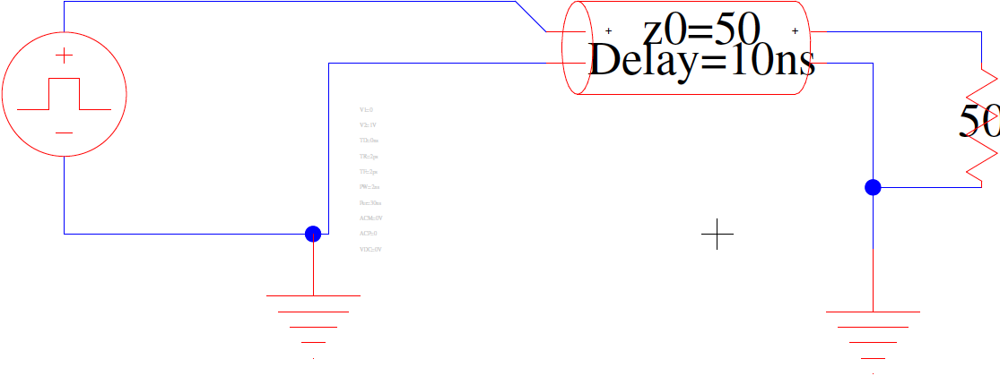 z0=50
Delay=10ns
50
V1=0
V2=1V
TD=0ns
TR=2ps
TF=2ps
PW=2ns
Per=30ns
ACM=0V
ACP=0
VDC=0V